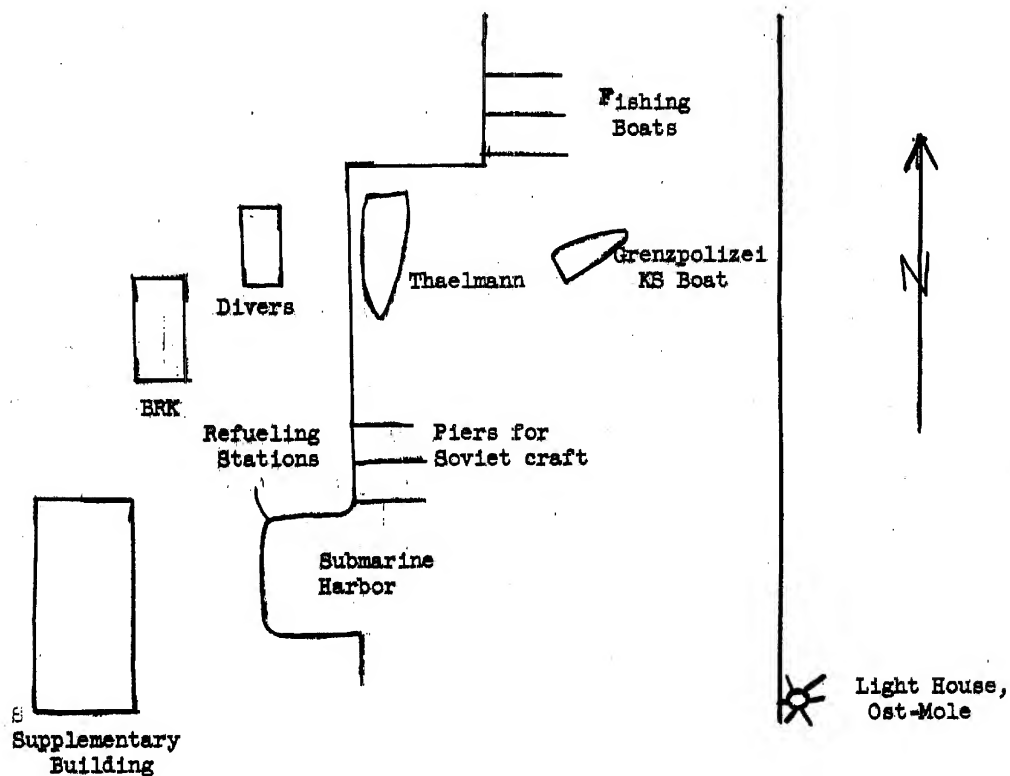 Fishing
Boats
N
Grenzpolizei
KS Boat
Thaelmann
Divers
BRK
Refueling
Stations
Piers for
Soviet craft
Submarine
Harbor
Light House,
Ost-Mole
Supplementary
Building